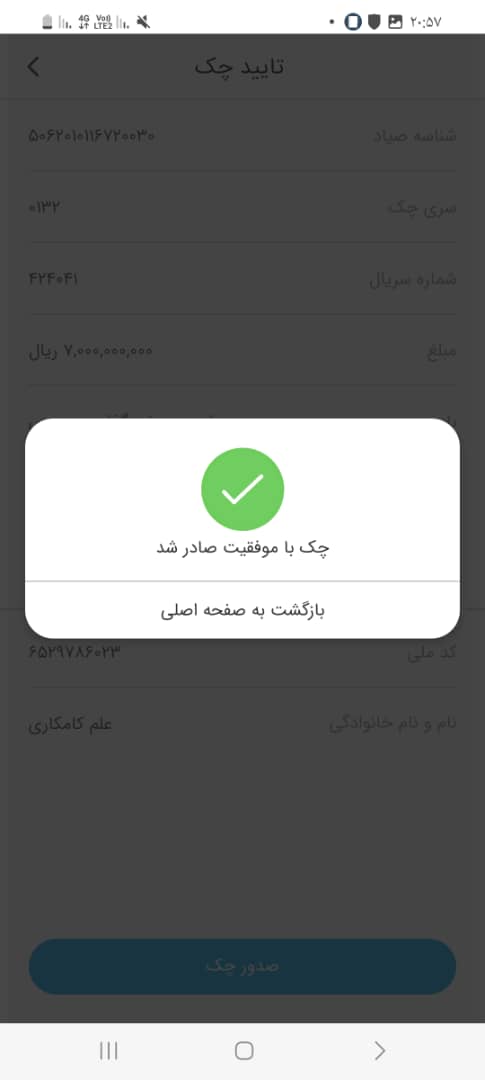 ۲۰:۵۷
4G Vo) LTE2
تایید چک
شناسه صیاد ۵۰۶۲۰۱۰۱۱۶۷۲۰۰۳۰
سری چک ۰۱۳۲
شماره سریال ۴۲۴۰۴۱
مبلغ ۷,۰۰۰,۰۰۰,۰۰۰ ریال
چک با موفقیت صادر شد
بازگشت به صفحه اصلی
کد ملی ۶۵۲۹۷۸۶۰۲۳
نام و نام خانوادگی علم کامکاری
صدور چک